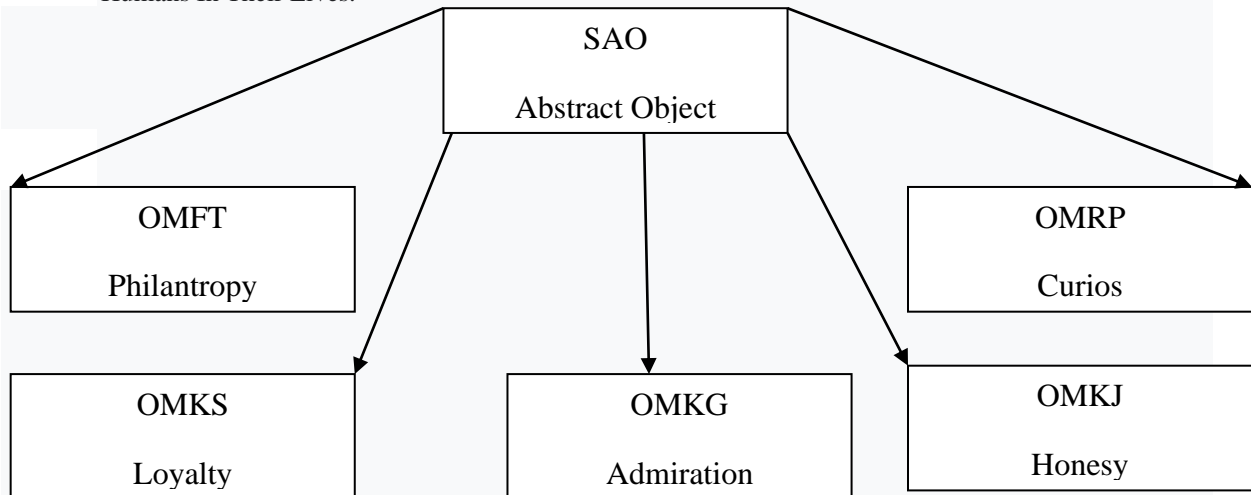 Humans In Their Lives.
SAO
Abstract Object
OMFT
Philantropy
OMRP
Curios
OMKS
Loyalty
OMKG
Admiration
OMKJ
Honesy